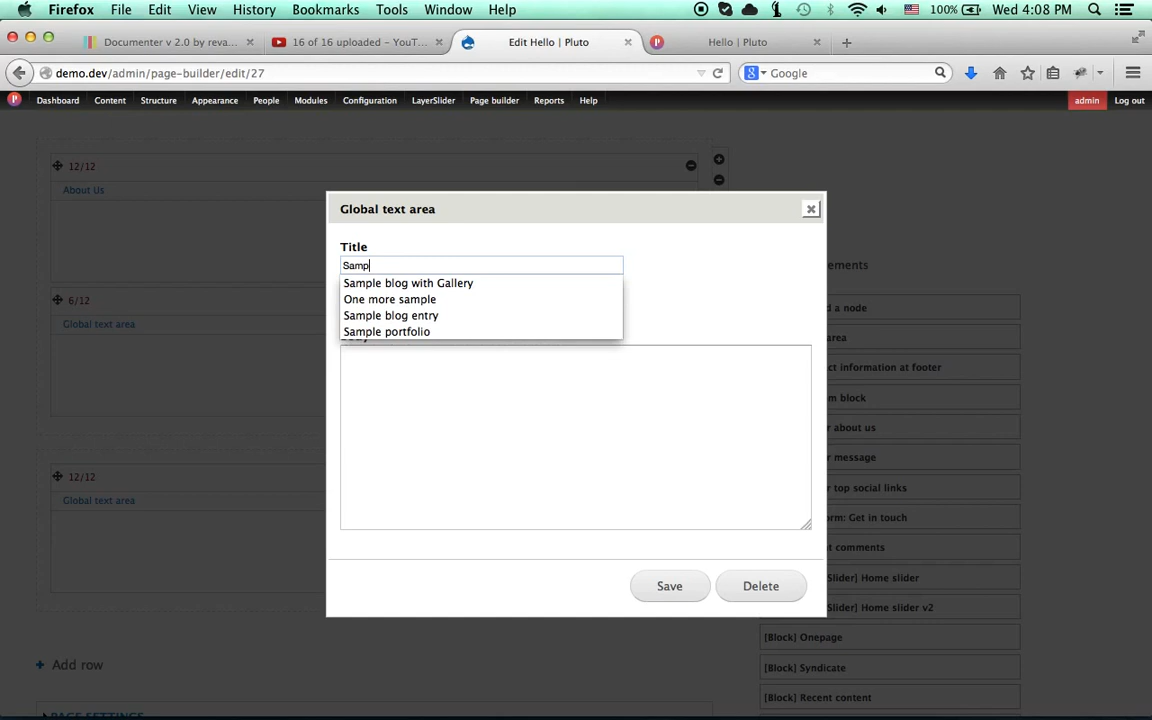 Firefox File Edit View History Bookmarks Tools Window Help 100% Wed 4:08 PM
Documenter v 2.0 by reva... 16 of 16 uploaded – YouT... Edit Hello | Pluto Hello | Pluto
demo.dev/admin/page-builder/edit/27 Google
Dashboard Content Structure Appearance People Modules Configuration LayerSlider Page builder Reports Help admin Log out
12/12
About Us
6/12
Global text area
12/12
Global text area
Add row
PAGE SETTINGS
Global text area
Title
Samp
Sample blog with Gallery
One more sample
Sample blog entry
Sample portfolio
Save Delete
ements
d a node
area
ct information at footer
m block
r about us
r message
r top social links
orm: Get in touch
t comments
Slider] Home slider
Slider] Home slider v2
[Block] Onepage
[Block] Syndicate
[Block] Recent content